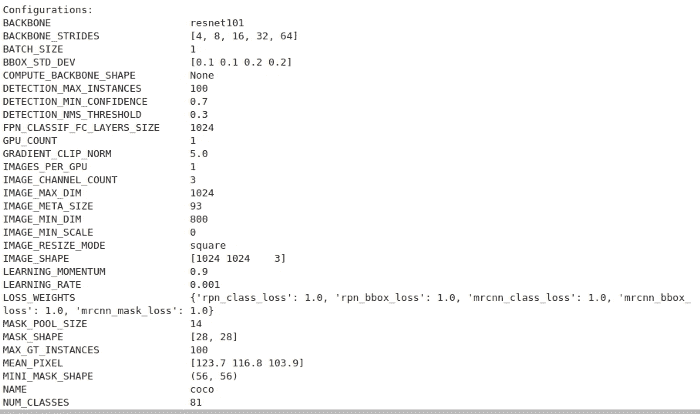 Configurations:
BACKBONE                       resnet101
BACKBONE_STRIDES               [4, 8, 16, 32, 64]
BATCH_SIZE                     1
BBOX_STD_DEV                   [0.1 0.1 0.2 0.2]
COMPUTE_BACKBONE_SHAPE         None
DETECTION_MAX_INSTANCES        100
DETECTION_MIN_CONFIDENCE       0.7
DETECTION_NMS_THRESHOLD        0.3
FPN_CLASSIF_FC_LAYERS_SIZE     1024
GPU_COUNT                      1
GRADIENT_CLIP_NORM             5.0
IMAGES_PER_GPU                 1
IMAGE_CHANNEL_COUNT            3
IMAGE_MAX_DIM                  1024
IMAGE_META_SIZE                93
IMAGE_MIN_DIM                  800
IMAGE_MIN_SCALE                0
IMAGE_RESIZE_MODE              square
IMAGE_SHAPE                    [1024 1024    3]
LEARNING_MOMENTUM              0.9
LEARNING_RATE                  0.001
LOSS_WEIGHTS                   {'rpn_class_loss': 1.0, 'rpn_bbox_loss': 1.0, 'mrcnn_class_loss': 1.0, 'mrcnn_bbox_
loss': 1.0, 'mrcnn_mask_loss': 1.0}
MASK_POOL_SIZE                 14
MASK_SHAPE                     [28, 28]
MAX_GT_INSTANCES               100
MEAN_PIXEL                     [123.7 116.8 103.9]
MINI_MASK_SHAPE                (56, 56)
NAME                           coco
NUM_CLASSES                    81